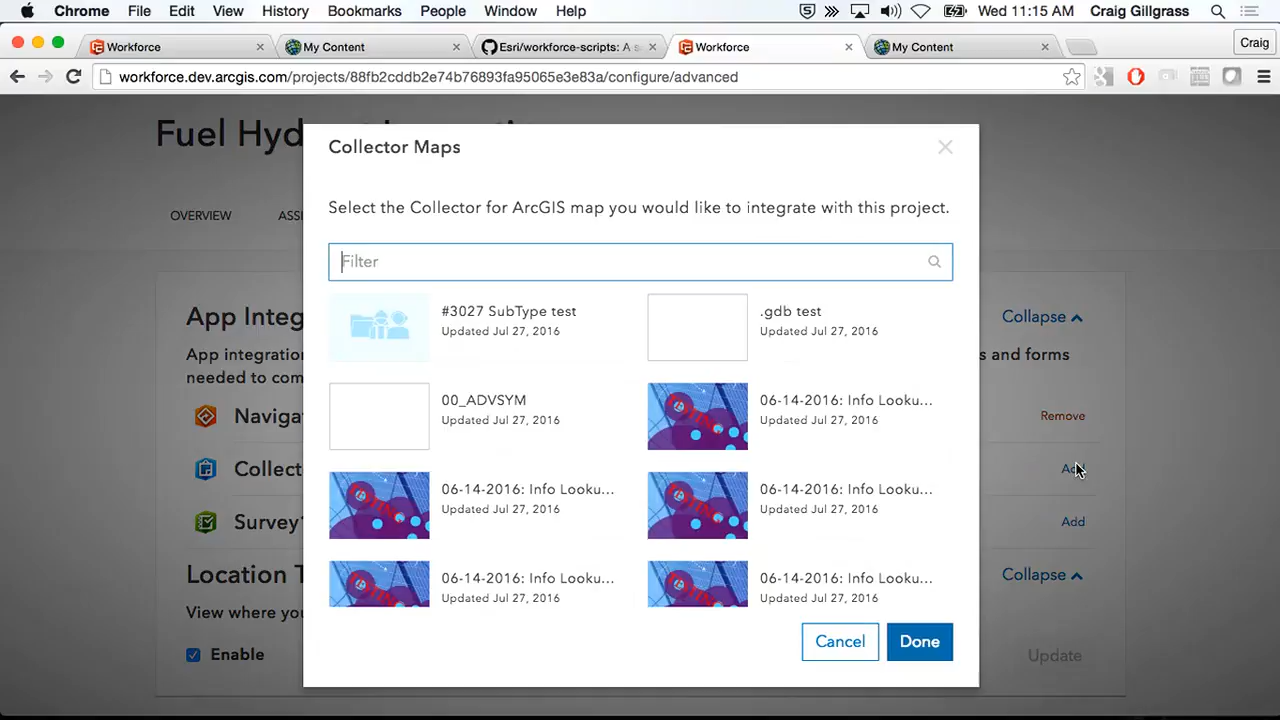 Chrome File Edit View History Bookmarks People Window Help Wed 11:15 AM Craig Gillgrass
Workforce My Content Esri/workforce-scripts: A s Workforce My Content Craig
workforce.dev.arcgis.com/projects/88fb2cddb2e74b76893fa95065e3e83a/configure/advanced
Fuel Hyd
OVERVIEW ASS
Collector Maps
Select the Collector for ArcGIS map you would like to integrate with this project.
Filter
#3027 SubType test
Updated Jul 27, 2016
.gdb test
Updated Jul 27, 2016
00_ADVSYM
Updated Jul 27, 2016
06-14-2016: Info Looku...
Updated Jul 27, 2016
06-14-2016: Info Looku...
Updated Jul 27, 2016
06-14-2016: Info Looku...
Updated Jul 27, 2016
06-14-2016: Info Looku...
Updated Jul 27, 2016
06-14-2016: Info Looku...
Updated Jul 27, 2016
Cancel Done
App Integ Collapse
App integration s and forms
needed to com
Naviga Remove
Collect Add
Survey Add
Location T Collapse
View where you
Enable Update